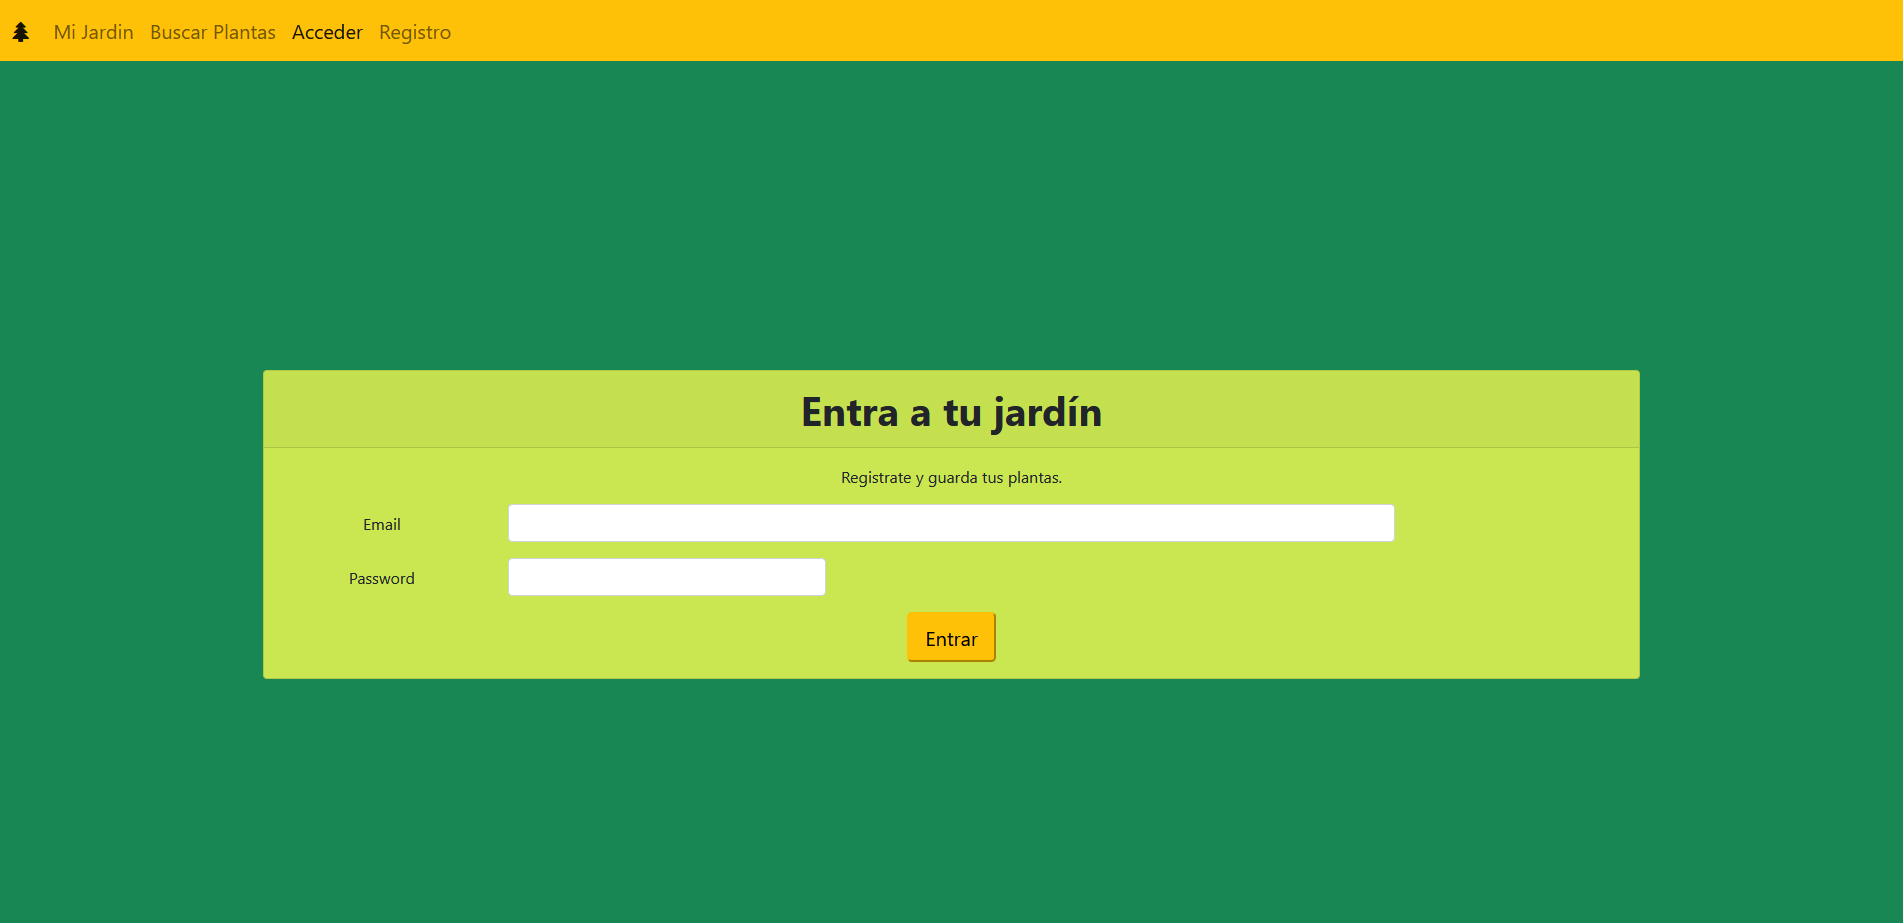 Mi Jardin Buscar Plantas Acceder Registro
Entra a tu jardín
Registrate y guarda tus plantas.
Email
Password
Entrar